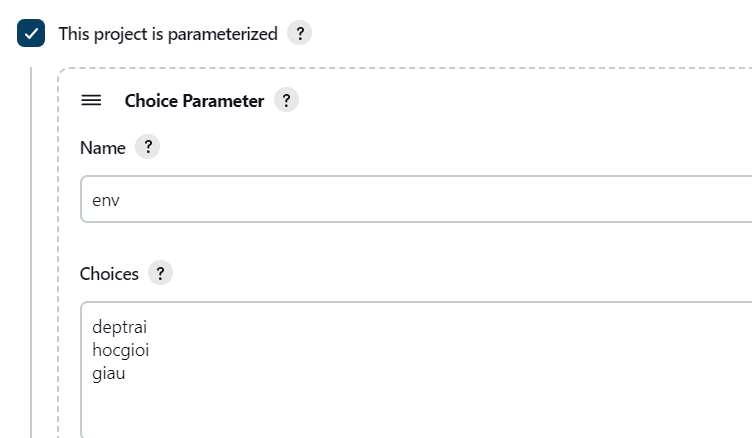 This project is parameterized ?
Choice Parameter ?
Name ?
env
Choices ?
deptrai
hocgioi
giau